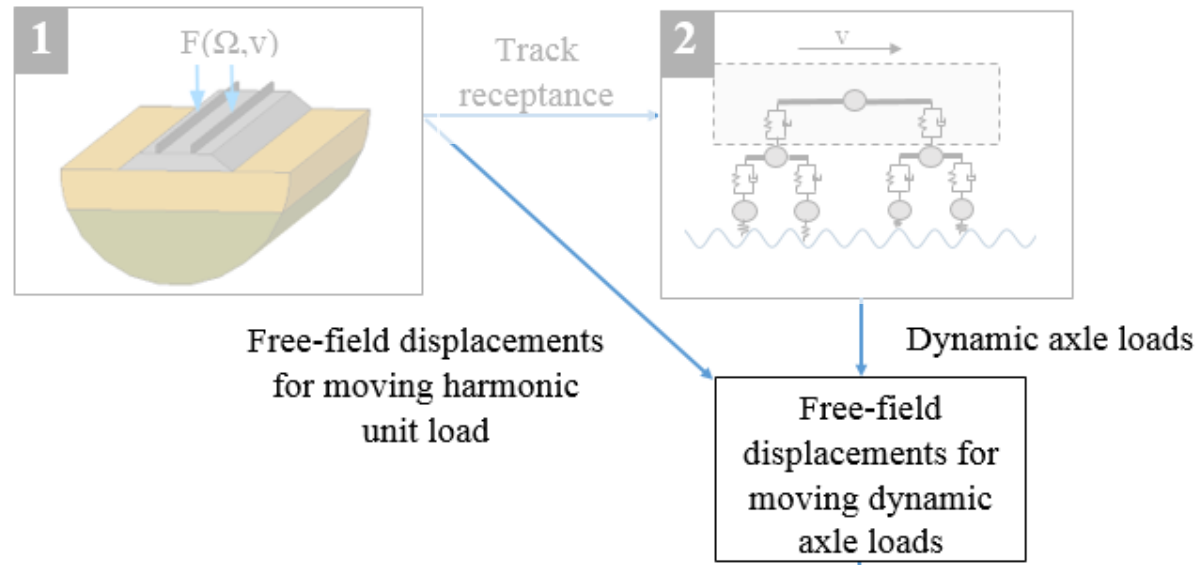 1
F(Ω,v)
Track
receptance
2
v
Free-field displacements
for moving harmonic
unit load
Dynamic axle loads
Free-field
displacements for
moving dynamic
axle loads